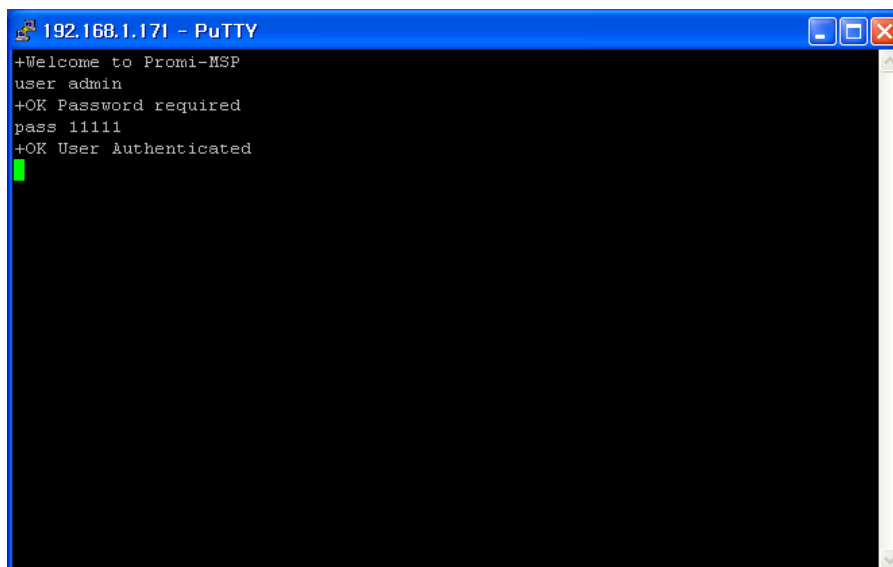 192.168.1.171 - PuTTY
+Welcome to Promi-MSP
user admin
+OK Password required
pass 11111
+OK User Authenticated